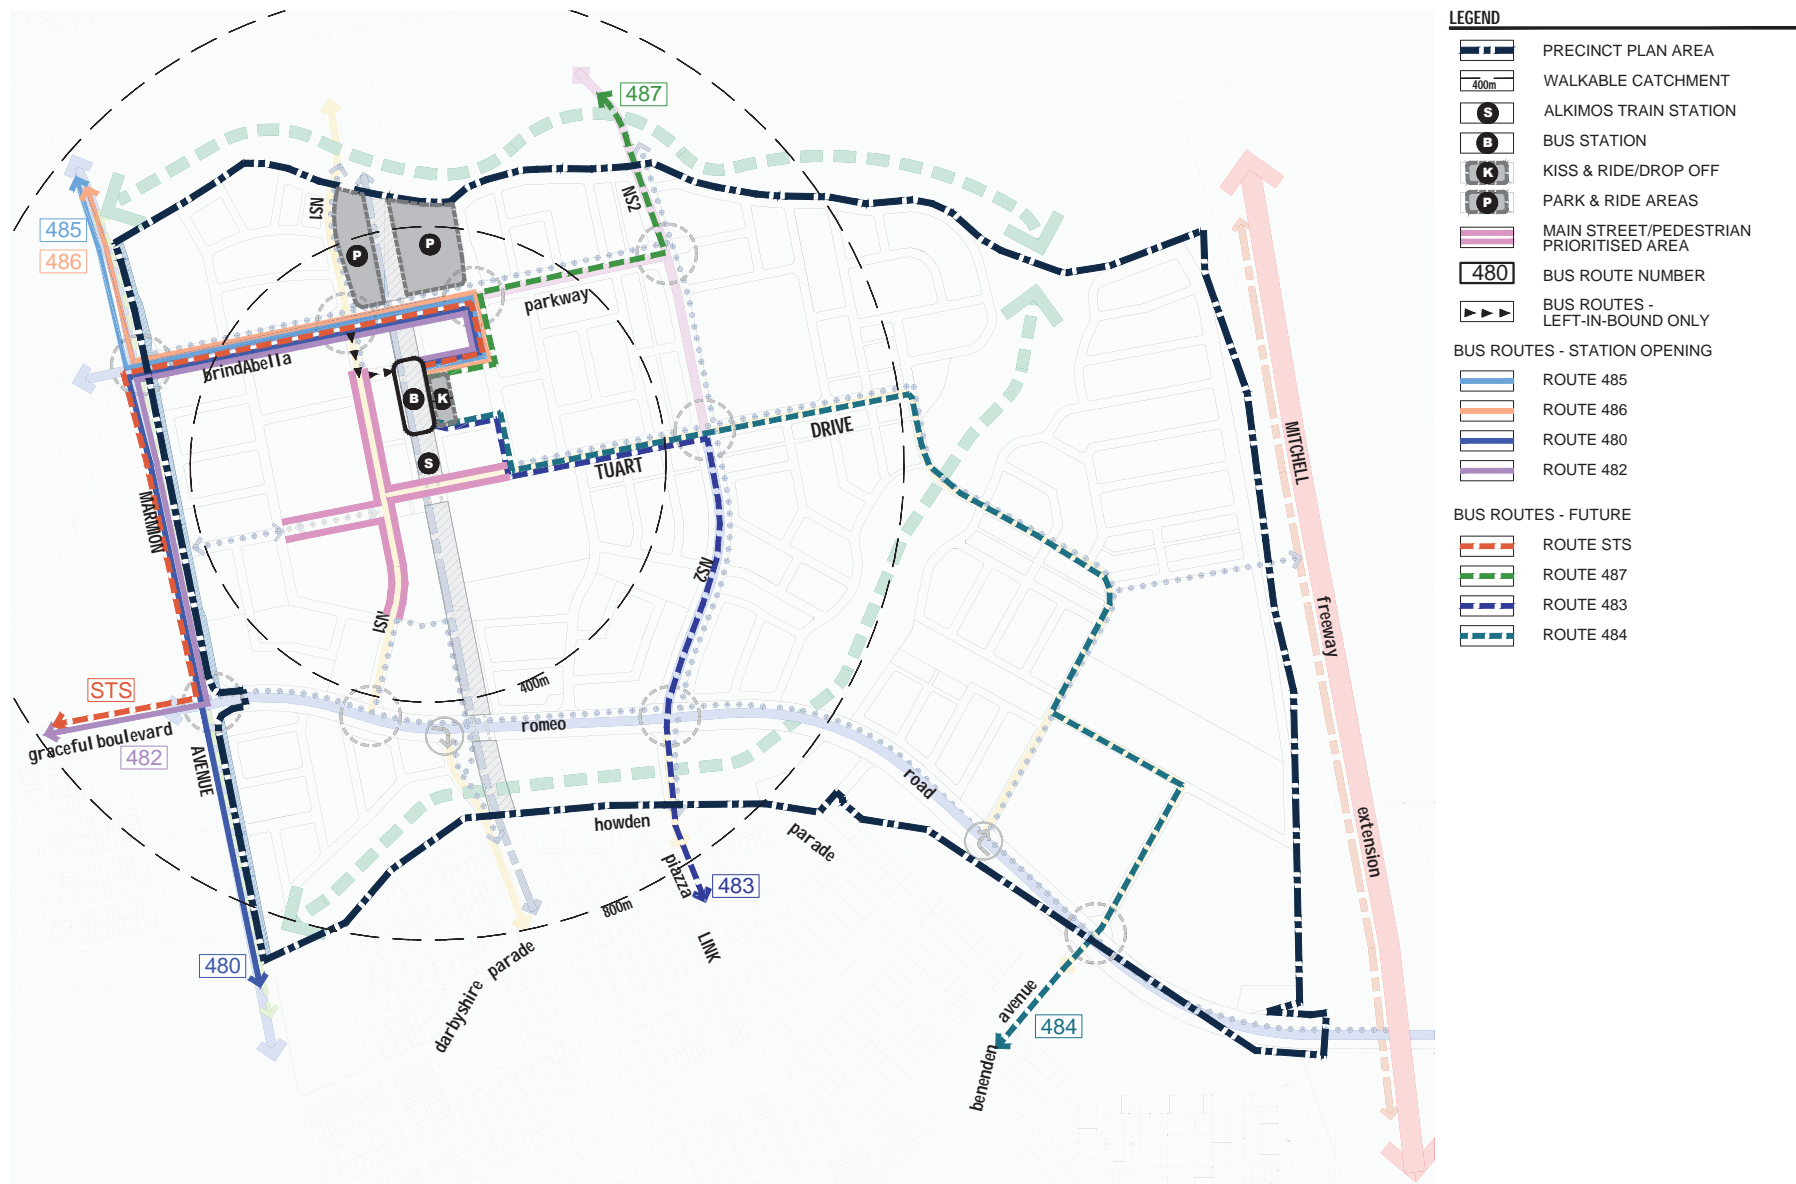 LEGEND
PRECINCT PLAN AREA
400m
WALKABLE CATCHMENT
S
ALKIMOS TRAIN STATION
B
BUS STATION
K
KISS & RIDE/DROP OFF
P
PARK & RIDE AREAS
MAIN STREET/PEDESTRIAN
PRIORITISED AREA
480
BUS ROUTE NUMBER
BUS ROUTES -
LEFT-IN-BOUND ONLY
BUS ROUTES - STATION OPENING
ROUTE 485
ROUTE 486
ROUTE 480
ROUTE 482
BUS ROUTES - FUTURE
ROUTE STS
ROUTE 487
ROUTE 483
ROUTE 484
487
NS1
NS2
485
486
P
P
parkway
brindAbella
B
K
S
TUART
DRIVE
MARMION
MITCHELL
NS2
NS1
freeway
400m
STS
graceful boulevard
482
romeo
AVENUE
road
howden
parade
extension
piazza
483
800m
LINK
480
parade
darbyshire
avenue
484
benenden